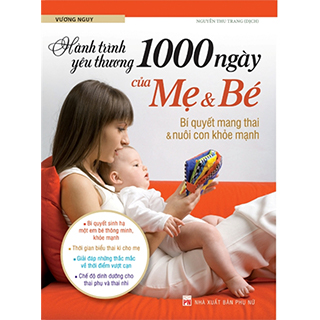 VƯƠNG NGUY
NGUYỄN THU TRANG (DỊCH)
Hành trình
yêu thương
1000 ngày
của Mẹ & Bé
Bí quyết mang thai
& nuôi con khỏe mạnh
• Bí quyết sinh hạ
một em bé thông minh,
khỏe mạnh
• Thời gian biểu thai kì cho mẹ
• Giải đáp những thắc mắc
về thời điểm vượt cạn
• Chế độ dinh dưỡng cho
thai phụ và thai nhi
NHÀ XUẤT BẢN PHỤ NỮ